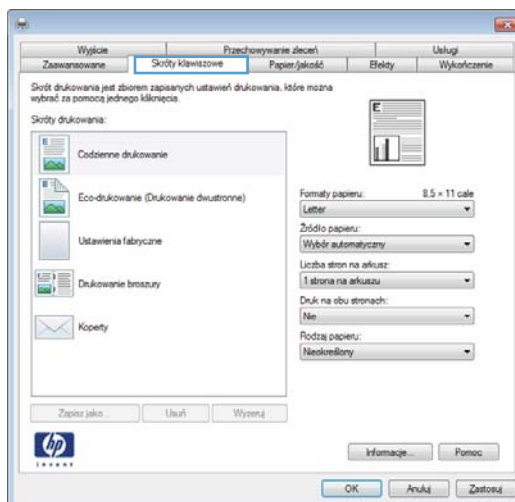 Wyjście Przechowywanie zleceń Usługi
Zaawansowane Skróty klawiszowe Papier/jakość Efekty Wykończenie
Skrót drukowania jest zbiorem zapisanych ustawień drukowania, które można
wybrać za pomocą jednego kliknięcia.
Skróty drukowania:
Codzienne drukowanie
Eco-drukowanie (Drukowanie dwustronne)
Ustawienia fabryczne
Drukowanie broszury
Koperty
E
Formaty papieru: 8.5 × 11 cale
Letter
Źródło papieru:
Wybór automatyczny
Liczba stron na arkusz:
1 strona na arkuszu
Druk na obu stronach:
Nie
Rodzaj papieru:
Nieokreślony
Zapisz jako... Usuń Wyzeruj
hp
invent
Informacje... Pomoc
OK Anuluj Zastosuj